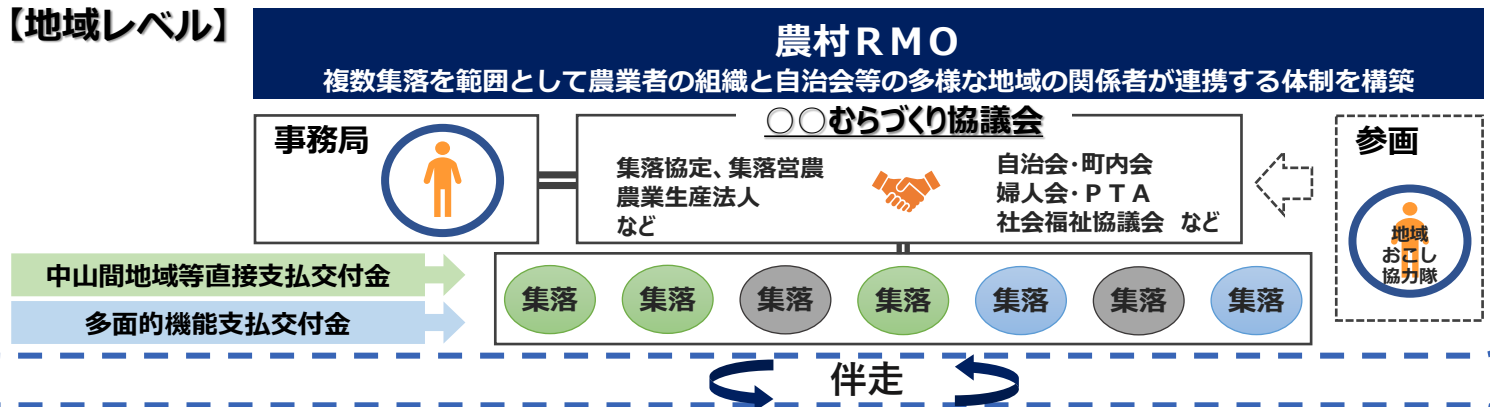 【地域レベル】
農村RMO
複数集落を範囲として農業者の組織と自治会等の多様な地域の関係者が連携する体制を構築
事務局
○○むらづくり協議会
集落協定、集落営農
農業生産法人
など
自治会・町内会
婦人会・PTA
社会福祉協議会 など
参画
地域
おこし
協力隊
中山間地域等直接支払交付金
多面的機能支払交付金
集落
集落
集落
集落
集落
集落
集落
伴走